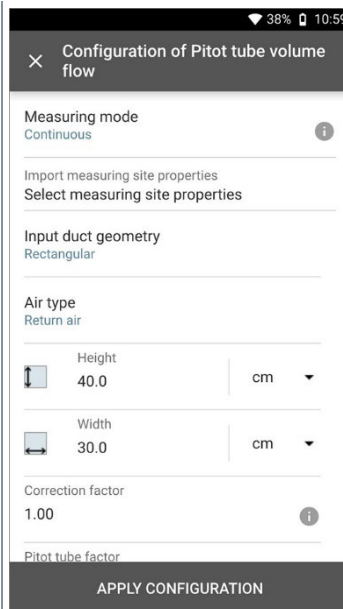 38% 10:59
Configuration of Pitot tube volume
flow
Measuring mode
Continuous
Import measuring site properties
Select measuring site properties
Input duct geometry
Rectangular
Air type
Return air
Height
40.0 cm
Width
30.0 cm
Correction factor
1.00
Pitot tube factor
APPLY CONFIGURATION